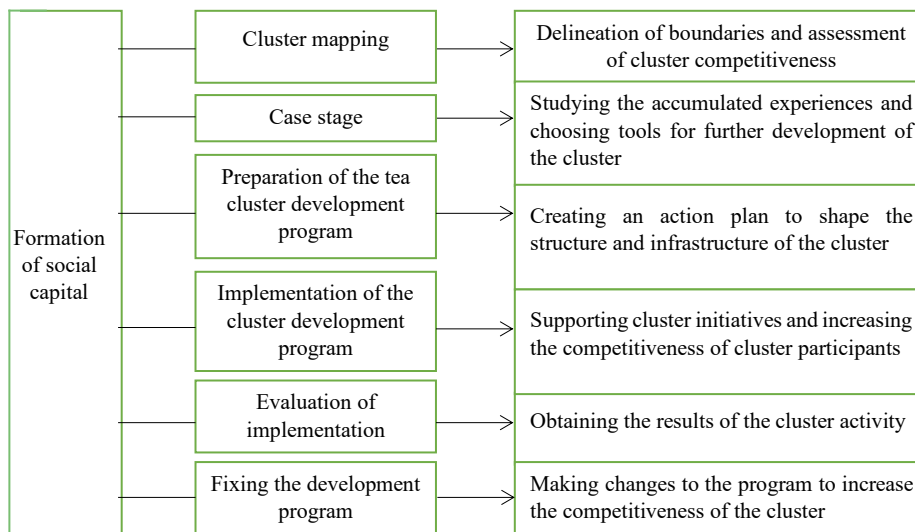 Formation
of social
capital
Cluster mapping
Delineation of boundaries and assessment
of cluster competitiveness
Case stage
Studying the accumulated experiences and
choosing tools for further development of
the cluster
Preparation of the tea
cluster development
program
Creating an action plan to shape the
structure and infrastructure of the cluster
Implementation of the
cluster development
program
Supporting cluster initiatives and increasing
the competitiveness of cluster participants
Evaluation of
implementation
Obtaining the results of the cluster activity
Fixing the development
program
Making changes to the program to increase
the competitiveness of the cluster